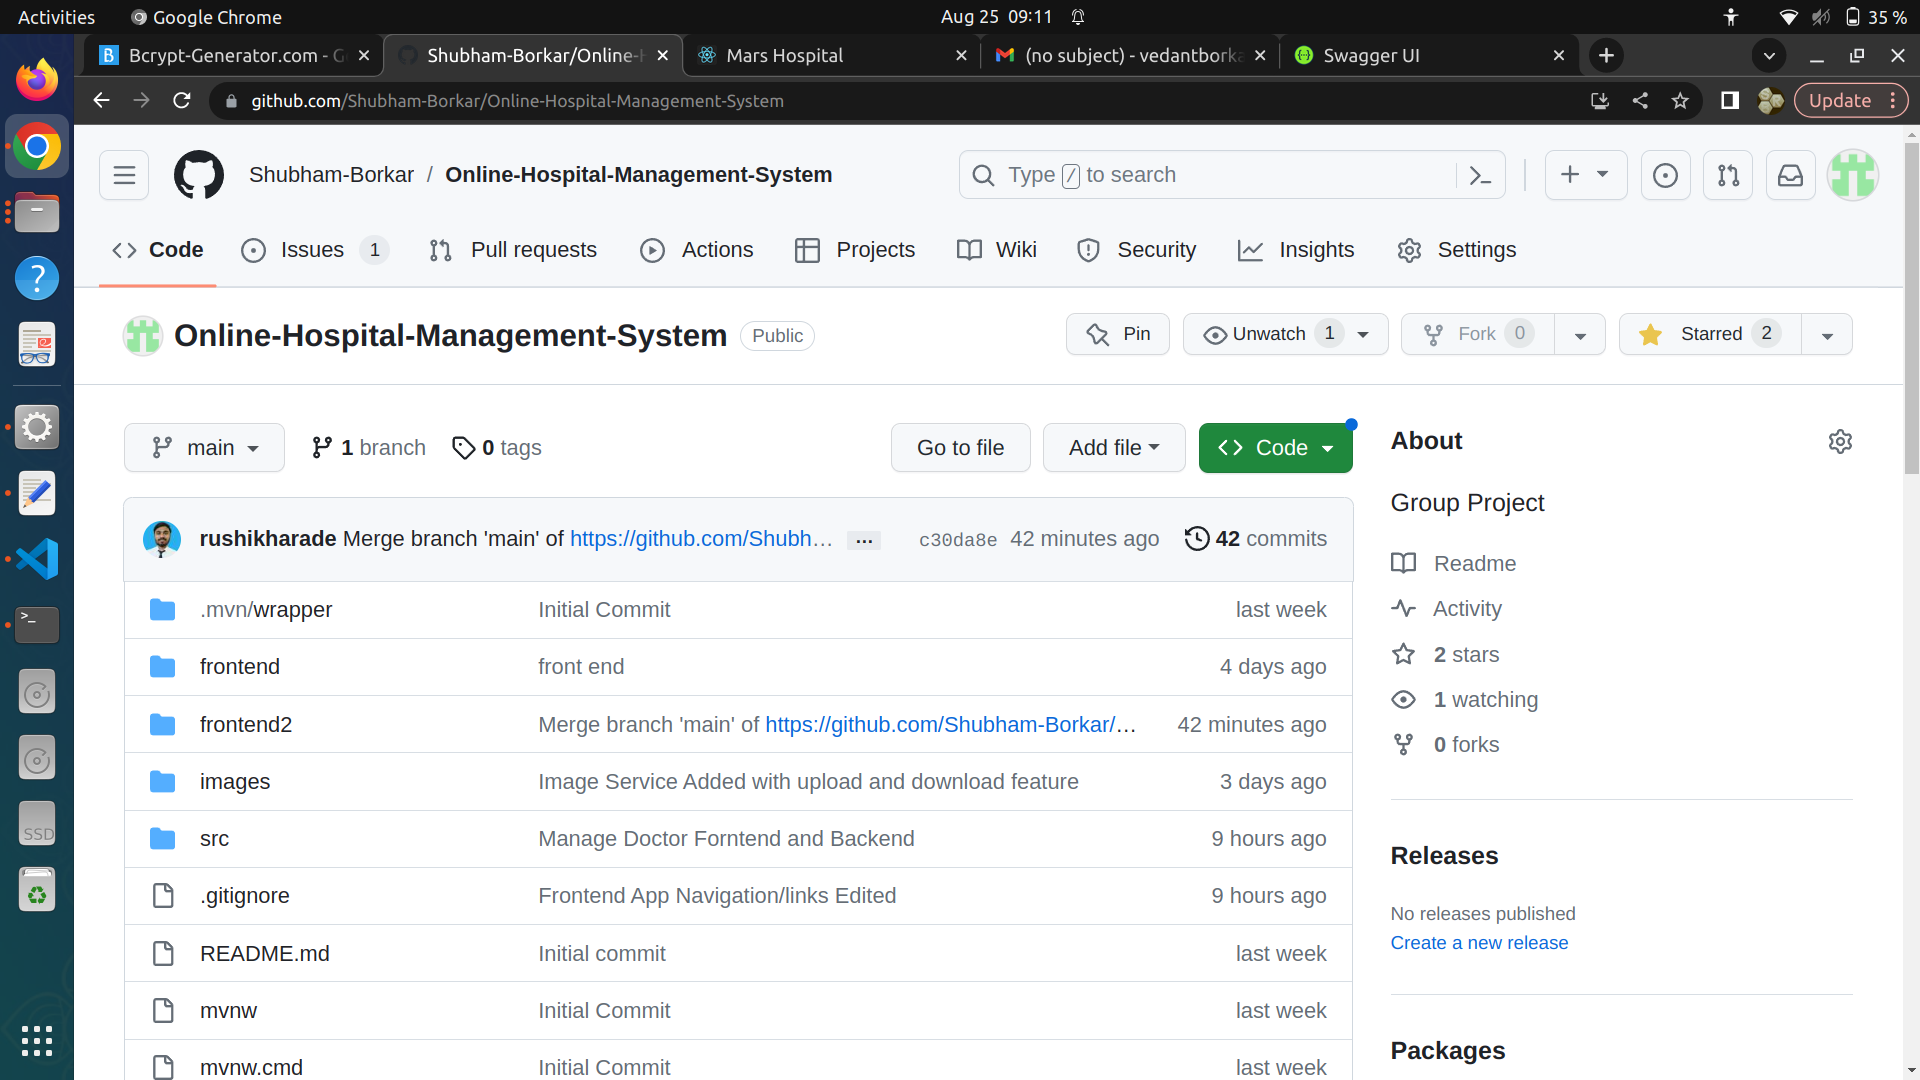 Activities Google Chrome Aug 25 09:11 35 %
Bcrypt-Generator.com - G Shubham-Borkar/Online-H Mars Hospital (no subject) - vedantborka Swagger UI
github.com/Shubham-Borkar/Online-Hospital-Management-System Update
Shubham-Borkar / Online-Hospital-Management-System Type / to search
Code Issues 1 Pull requests Actions Projects Wiki Security Insights Settings
Online-Hospital-Management-System Public Pin Unwatch 1 Fork 0 Starred 2
main 1 branch 0 tags Go to file Add file Code
rushikharade Merge branch 'main' of https://github.com/Shubh… ... c30da8e 42 minutes ago 42 commits
.mvn/wrapper Initial Commit last week
frontend front end 4 days ago
frontend2 Merge branch 'main' of https://github.com/Shubham-Borkar/… 42 minutes ago
images Image Service Added with upload and download feature 3 days ago
src Manage Doctor Forntend and Backend 9 hours ago
.gitignore Frontend App Navigation/links Edited 9 hours ago
README.md Initial commit last week
mvnw Initial Commit last week
mvnw.cmd Initial Commit last week
About
Group Project
Readme
Activity
2 stars
1 watching
0 forks
Releases
No releases published
Create a new release
Packages
SSD